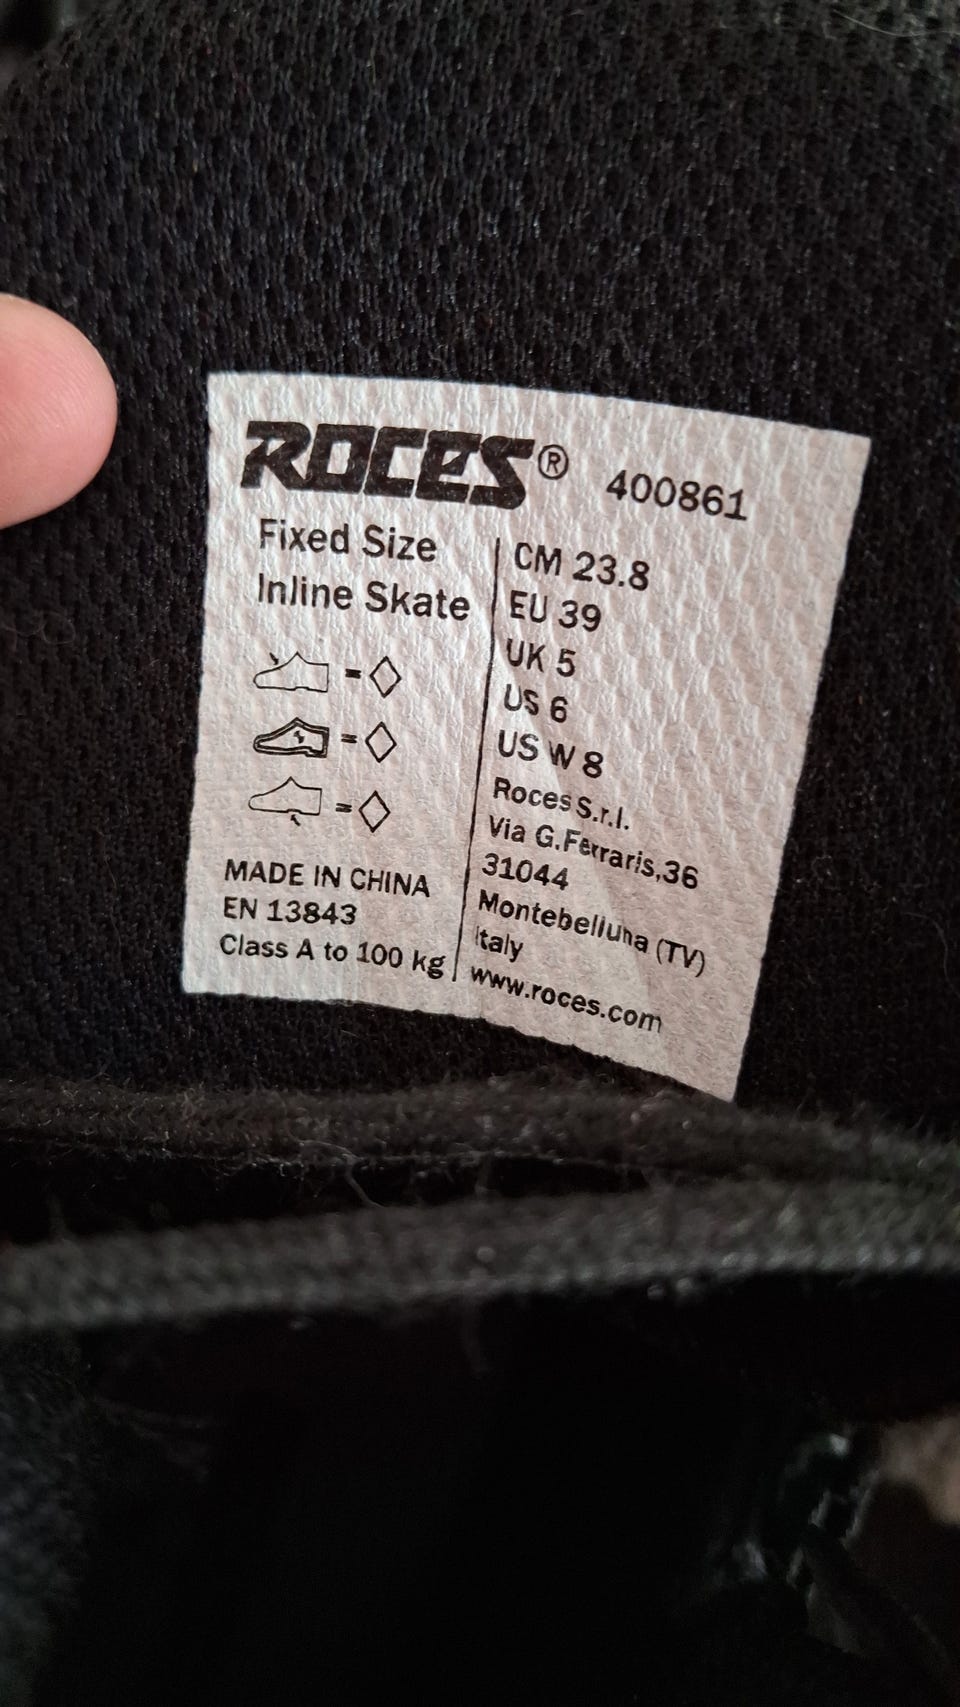 ROCES® 400861
Fixed Size
Inline Skate
=
=
=
MADE IN CHINA
EN 13843
Class A to 100 kg
CM 23.8
EU 39
UK 5
US 6
US W 8
Roces S.r.l.
Via G.Ferraris,36
31044
Montebelluna (TV)
Italy
www.roces.com